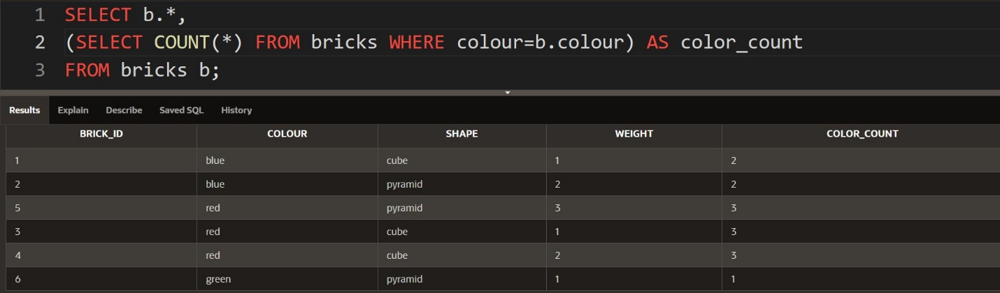 1 SELECT b.*,
2 (SELECT COUNT(*) FROM bricks WHERE colour=b.colour) AS color_count
3 FROM bricks b;
Results Explain Describe Saved SQL History
BRICK_ID COLOUR SHAPE WEIGHT COLOR_COUNT
1 blue cube 1 2
2 blue pyramid 2 2
5 red pyramid 3 3
3 red cube 1 3
4 red cube 2 3
6 green pyramid 1 1